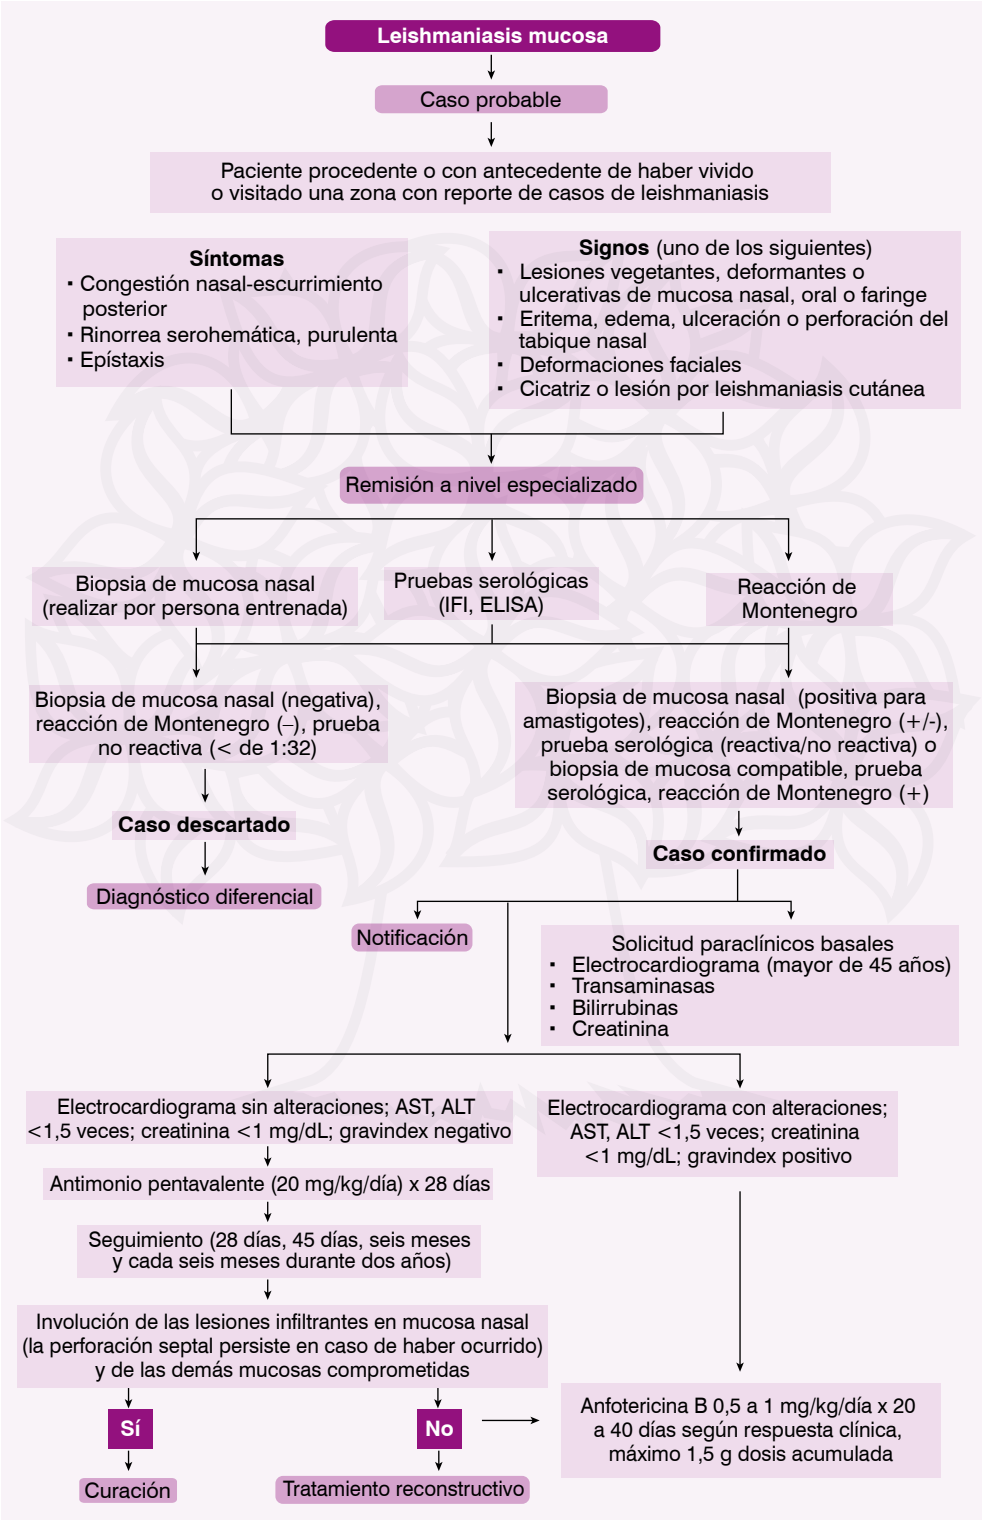 Leishmaniasis mucosa
Caso probable
Paciente procedente o con antecedente de haber vivido
o visitado una zona con reporte de casos de leishmaniasis
Síntomas
▪ Congestión nasal-escurrimiento
posterior
▪ Rinorrea serohemática, purulenta
▪ Epístaxis
Signos (uno de los siguientes)
▪ Lesiones vegetantes, deformantes o
ulcerativas de mucosa nasal, oral o faringe
▪ Eritema, edema, ulceración o perforación del
tabique nasal
▪ Deformaciones faciales
▪ Cicatriz o lesión por leishmaniasis cutánea
Remisión a nivel especializado
Biopsia de mucosa nasal
(realizar por persona entrenada)
Pruebas serológicas
(IFI, ELISA)
Reacción de
Montenegro
Biopsia de mucosa nasal (negativa),
reacción de Montenegro (–), prueba
no reactiva (< de 1:32)
Biopsia de mucosa nasal (positiva para
amastigotes), reacción de Montenegro (+/-),
prueba serológica (reactiva/no reactiva) o
biopsia de mucosa compatible, prueba
serológica, reacción de Montenegro (+)
Caso descartado
Caso confirmado
Diagnóstico diferencial
Notificación
Solicitud paraclínicos basales
▪ Electrocardiograma (mayor de 45 años)
▪ Transaminasas
▪ Bilirrubinas
▪ Creatinina
Electrocardiograma sin alteraciones; AST, ALT
<1,5 veces; creatinina <1 mg/dL; gravindex negativo
Electrocardiograma con alteraciones;
AST, ALT <1,5 veces; creatinina
<1 mg/dL; gravindex positivo
Antimonio pentavalente (20 mg/kg/día) x 28 días
Seguimiento (28 días, 45 días, seis meses
y cada seis meses durante dos años)
Involución de las lesiones infiltrantes en mucosa nasal
(la perforación septal persiste en caso de haber ocurrido)
y de las demás mucosas comprometidas
Sí
No
Anfotericina B 0,5 a 1 mg/kg/día x 20
a 40 días según respuesta clínica,
máximo 1,5 g dosis acumulada
Curación
Tratamiento reconstructivo